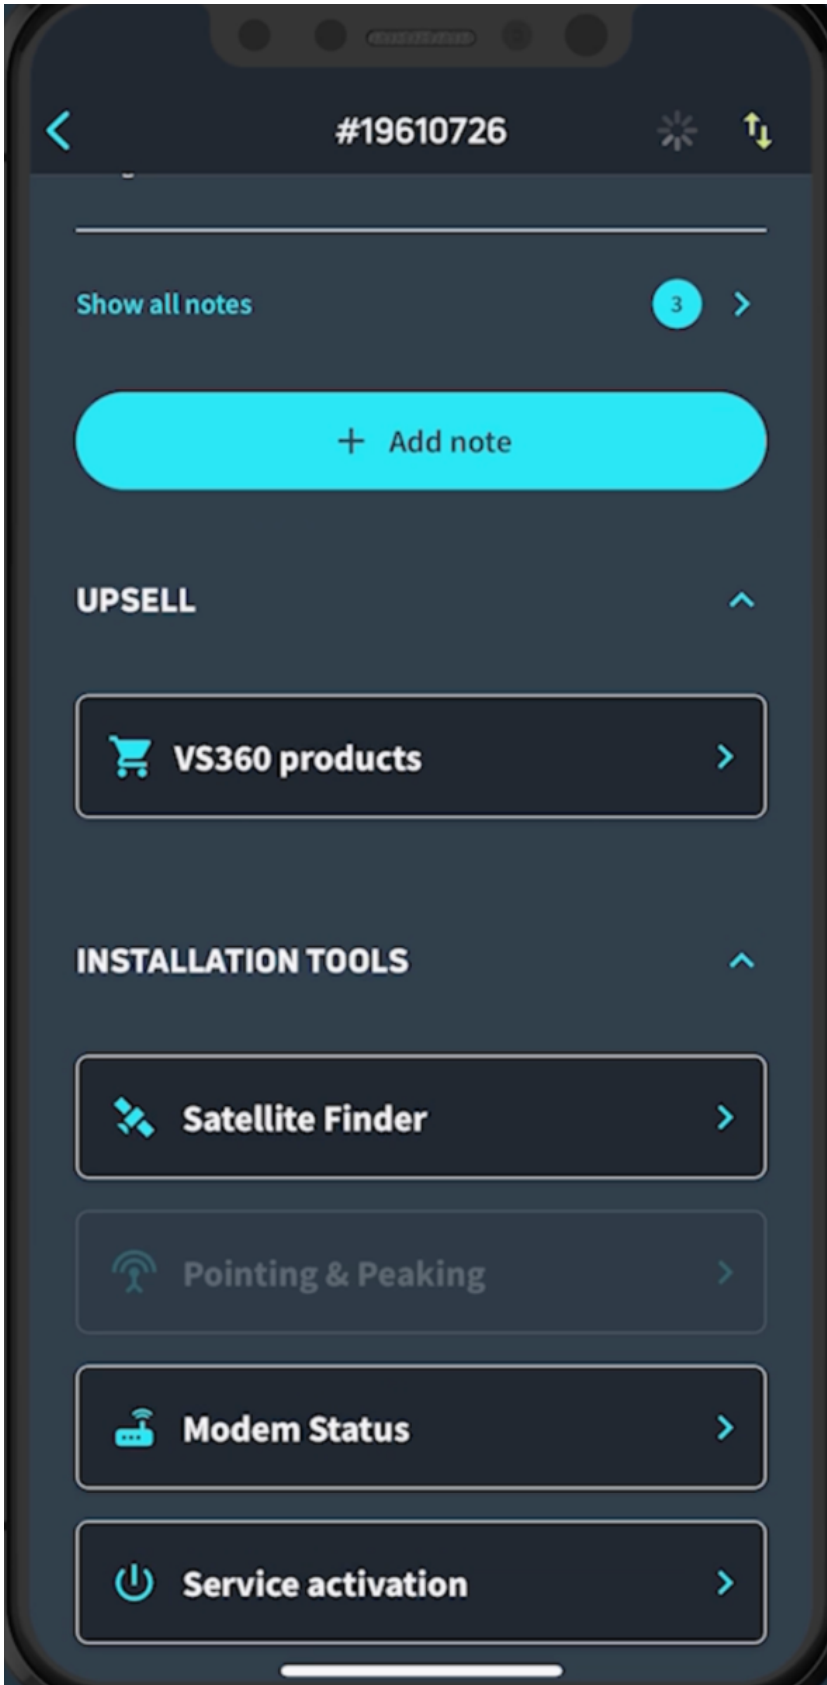 #19610726
Show all notes
3
+ Add note
UPSELL
VS360 products
INSTALLATION TOOLS
Satellite Finder
Pointing & Peaking
Modem Status
Service activation